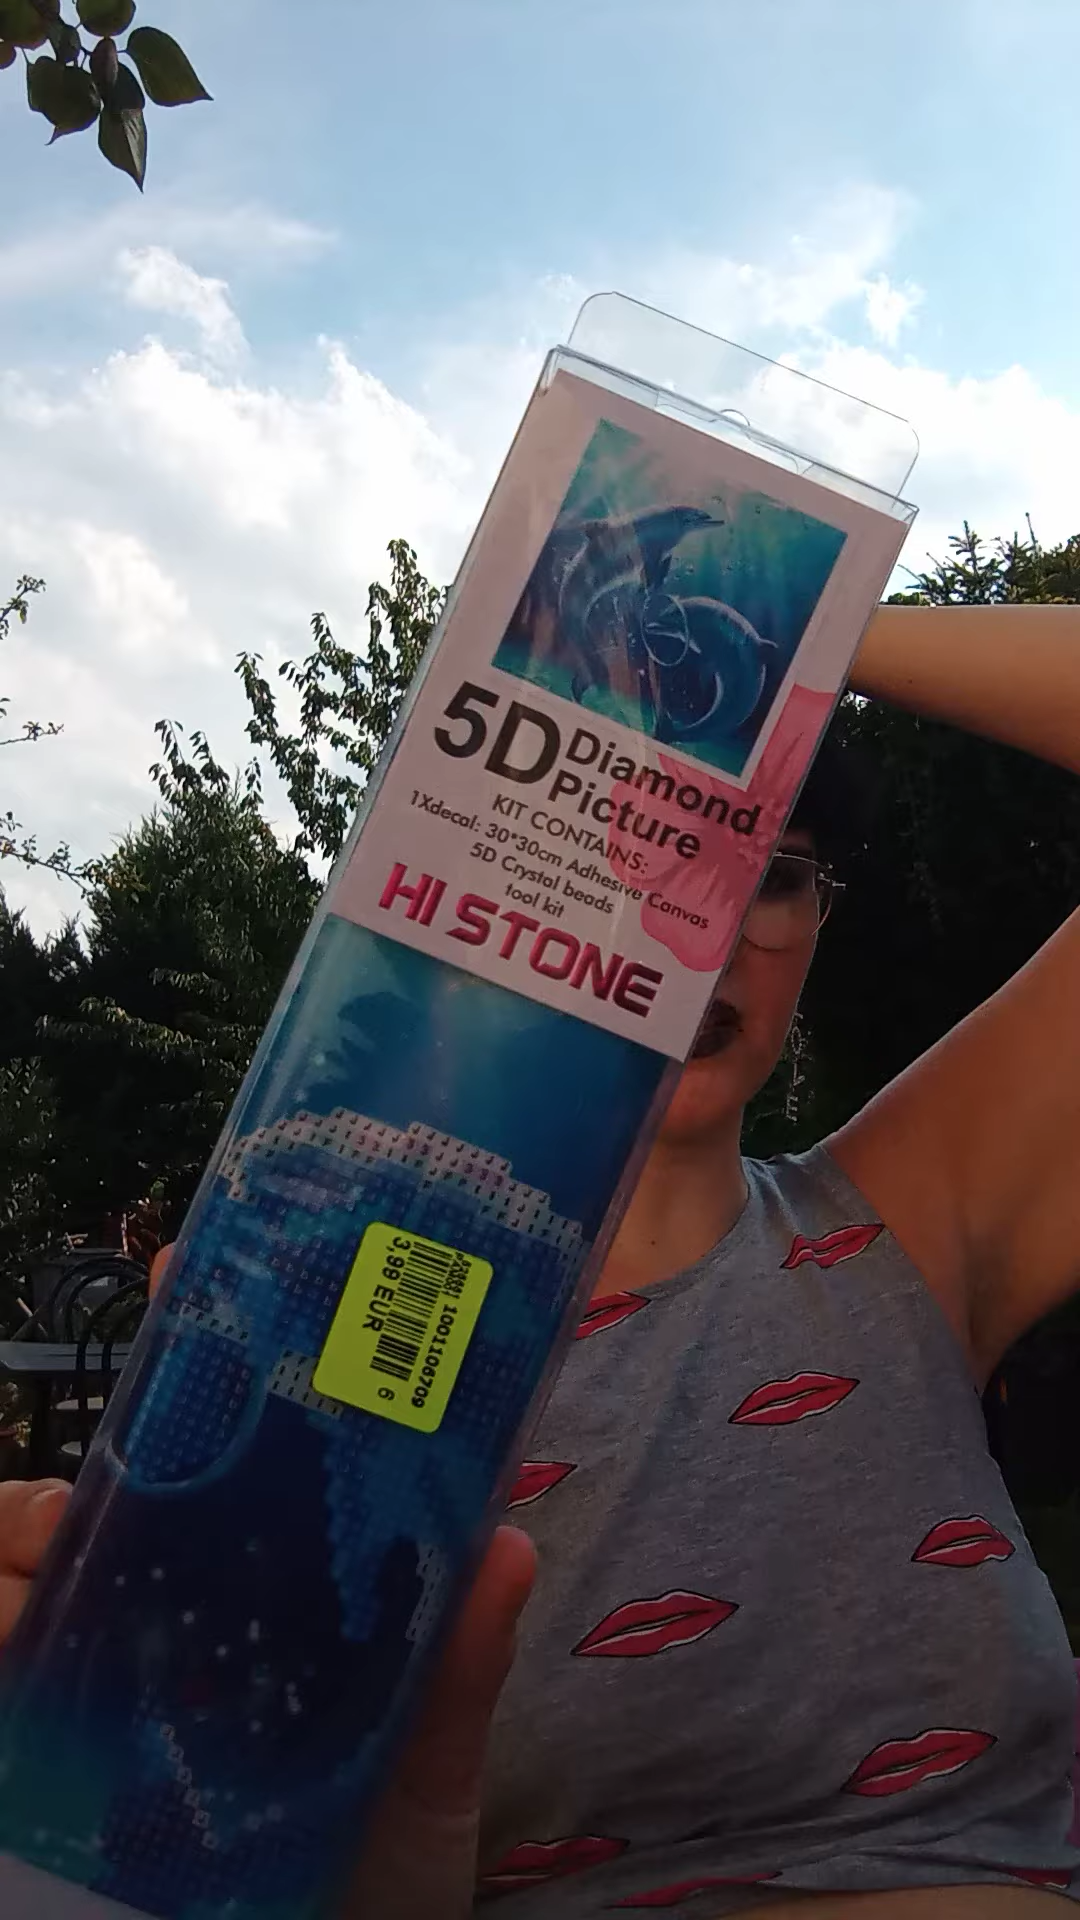 5D Diamond
Picture
KIT CONTAINS:
1Xdecal: 30*30cm Adhesive Canvas
5D Crystal beads
tool kit
HI STONE
1001106709
3,99 EUR
6